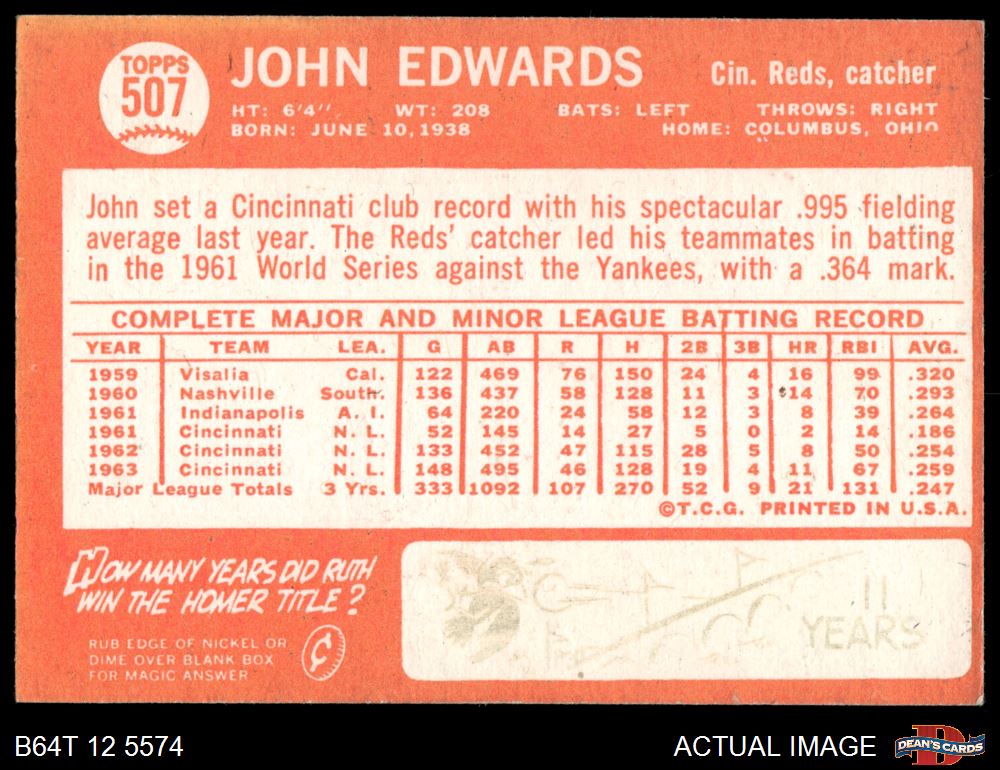 TOPPS
507
JOHN EDWARDS
Cin. Reds, catcher
HT: 6'4" WT: 208 BATS: LEFT THROWS: RIGHT
BORN: JUNE 10, 1938 HOME: COLUMBUS, OHIO
John set a Cincinnati club record with his spectacular .995 fielding
average last year. The Reds' catcher led his teammates in batting
in the 1961 World Series against the Yankees, with a .364 mark.
COMPLETE MAJOR AND MINOR LEAGUE BATTING RECORD
YEAR TEAM LEA. G AB R H 2B 3B HR RBI AVG.
1959 Visalia Cal. 122 469 76 150 24 4 16 99 .320
1960 Nashville South. 136 437 58 128 11 3 14 70 .293
1961 Indianapolis A. A. 64 220 24 58 12 3 8 39 .264
1961 Cincinnati N. L. 52 145 14 27 5 0 2 14 .186
1962 Cincinnati N. L. 133 452 47 115 28 5 8 50 .254
1963 Cincinnati N. L. 148 495 46 128 19 4 11 67 .259
Major League Totals 3 Yrs. 333 1092 107 270 52 9 21 131 .247
©T.C.G. PRINTED IN U.S.A.
HOW MANY YEARS DID RUTH
WIN THE HOMER TITLE?
RUB EDGE OF NICKEL OR
DIME OVER BLANK BOX
FOR MAGIC ANSWER
¢
11
YEARS
B64T 12 5574
ACTUAL IMAGE
D
DEAN'S CARDS